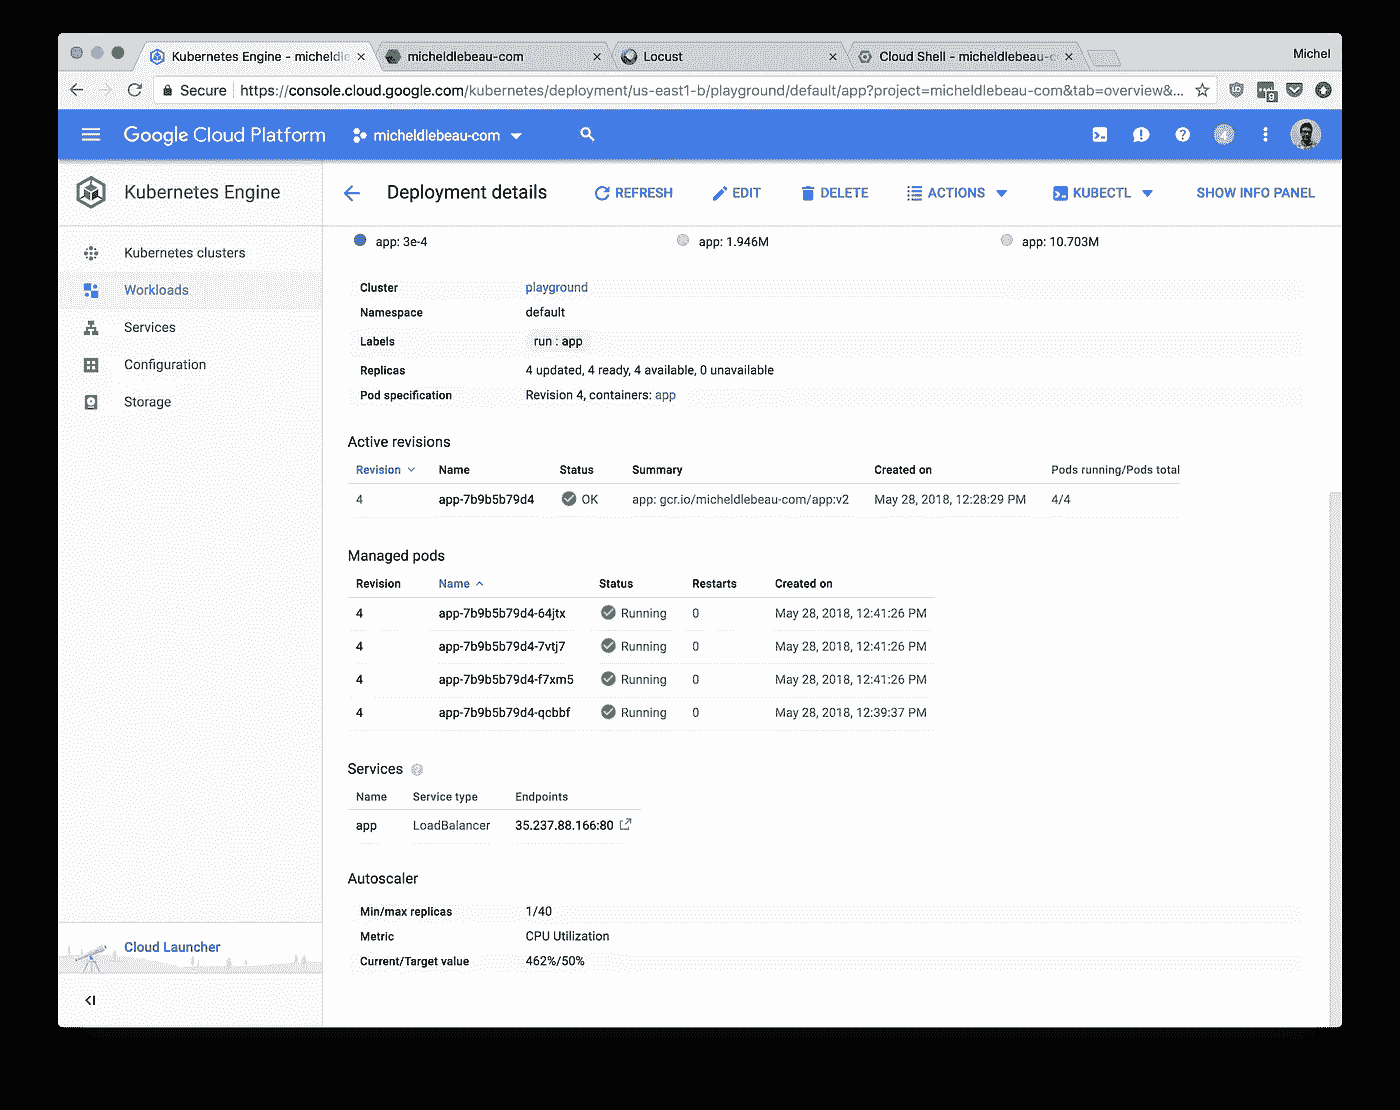 Kubernetes Engine - micheldle
micheldlebeau-com
Locust
Cloud Shell - micheldlebeau-c
Michel
Secure
https://console.cloud.google.com/kubernetes/deployment/us-east1-b/playground/default/app?project=micheldlebeau-com&tab=overview&...
9
Google Cloud Platform
micheldlebeau-com
4
Kubernetes Engine
Deployment details
REFRESH
EDIT
DELETE
ACTIONS
KUBECTL
SHOW INFO PANEL
Kubernetes clusters
Workloads
Services
Configuration
Storage
Cloud Launcher
app: 3e-4 app: 1.946M app: 10.703M
Cluster playground
Namespace default
Labels run : app
Replicas 4 updated, 4 ready, 4 available, 0 unavailable
Pod specification Revision 4, containers: app
Active revisions
Revision Name Status Summary Created on Pods running/Pods total
4 app-7b9b5b79d4 OK app: gcr.io/micheldlebeau-com/app:v2 May 28, 2018, 12:28:29 PM 4/4
Managed pods
Revision Name Status Restarts Created on
4 app-7b9b5b79d4-64jtx Running 0 May 28, 2018, 12:41:26 PM
4 app-7b9b5b79d4-7vtj7 Running 0 May 28, 2018, 12:41:26 PM
4 app-7b9b5b79d4-f7xm5 Running 0 May 28, 2018, 12:41:26 PM
4 app-7b9b5b79d4-qcbbf Running 0 May 28, 2018, 12:39:37 PM
Services
Name Service type Endpoints
app LoadBalancer 35.237.88.166:80
Autoscaler
Min/max replicas 1/40
Metric CPU Utilization
Current/Target value 462%/50%